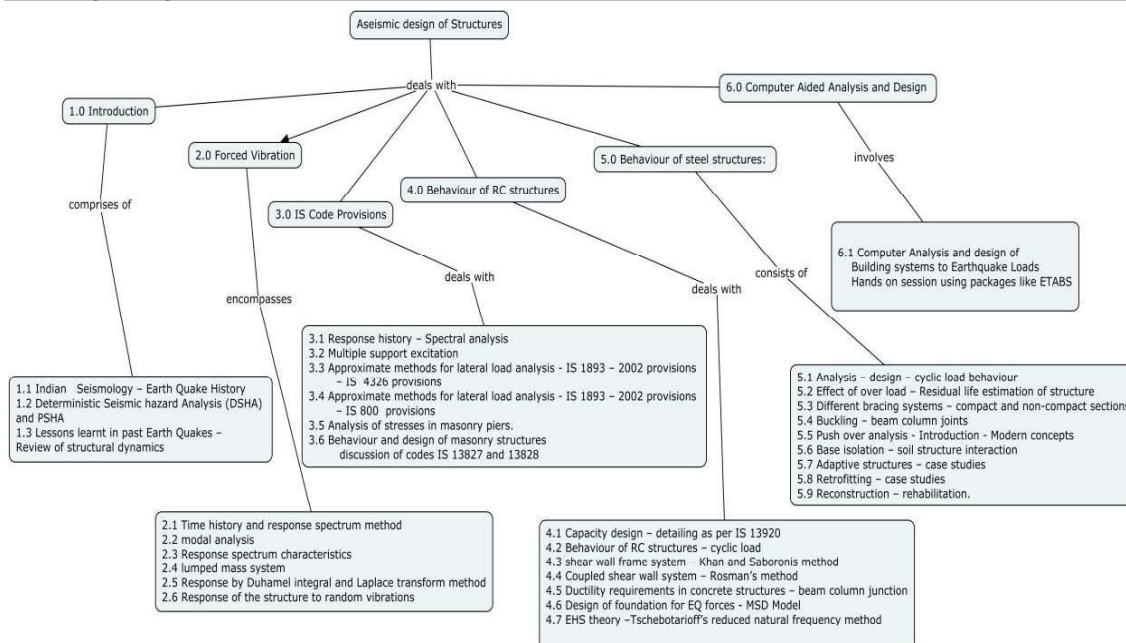 Aseismic design of Structures
deals with
1.0 Introduction
6.0 Computer Aided Analysis and Design
2.0 Forced Vibration
5.0 Behaviour of steel structures:
4.0 Behaviour of RC structures
3.0 IS Code Provisions
comprises of
involves
encompasses
deals with
deals with
consists of
6.1 Computer Analysis and design of
Building systems to Earthquake Loads
Hands on session using packages like ETABS
1.1 Indian Seismology – Earth Quake History
1.2 Deterministic Seismic hazard Analysis (DSHA)
and PSHA
1.3 Lessons learnt in past Earth Quakes –
Review of structural dynamics
3.1 Response history – Spectral analysis
3.2 Multiple support excitation
3.3 Approximate methods for lateral load analysis - IS 1893 – 2002 provisions
– IS 4326 provisions
3.4 Approximate methods for lateral load analysis - IS 1893 – 2002 provisions
– IS 800 provisions
3.5 Analysis of stresses in masonry piers.
3.6 Behaviour and design of masonry structures
discussion of codes IS 13827 and 13828
5.1 Analysis – design – cyclic load behaviour
5.2 Effect of over load – Residual life estimation of structure
5.3 Different bracing systems – compact and non-compact sections
5.4 Buckling – beam column joints
5.5 Push over analysis - Introduction - Modern concepts
5.6 Base isolation – soil structure interaction
5.7 Adaptive structures – case studies
5.8 Retrofitting – case studies
5.9 Reconstruction – rehabilitation.
2.1 Time history and response spectrum method
2.2 modal analysis
2.3 Response spectrum characteristics
2.4 lumped mass system
2.5 Response by Duhamel integral and Laplace transform method
2.6 Response of the structure to random vibrations
4.1 Capacity design – detailing as per IS 13920
4.2 Behaviour of RC structures – cyclic load
4.3 shear wall frame system – Khan and Saboronis method
4.4 Coupled shear wall system – Rosman's method
4.5 Ductility requirements in concrete structures – beam column junction
4.6 Design of foundation for EQ forces - MSD Model
4.7 EHS theory –Tschebotarioff's reduced natural frequency method